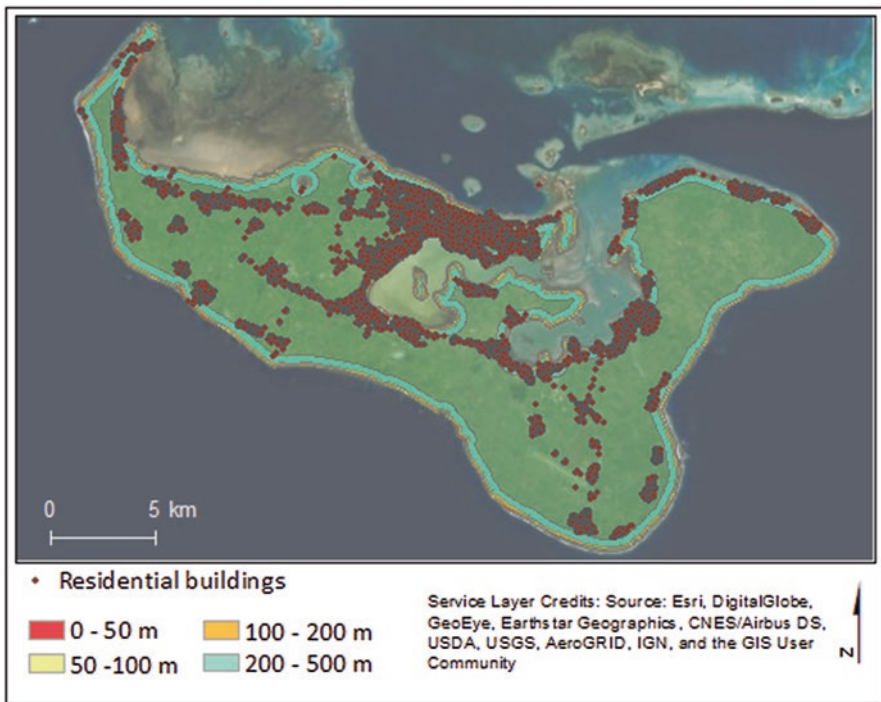 0 5 km
Residential buildings
0 - 50 m
100 - 200 m
50 -100 m
200 - 500 m
Service Layer Credits: Source: Esri, DigitalGlobe,
GeoEye, Earthstar Geographics, CNES/Airbus DS,
USDA, USGS, AeroGRID, IGN, and the GIS User
Community
N